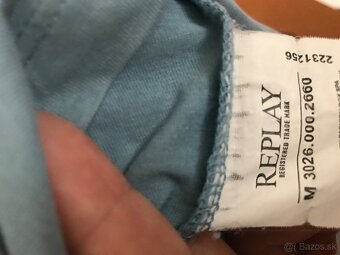 2231256
REPLAY
REGISTERED TRADE MARK
M 3026.000.2660
Bazos.sk